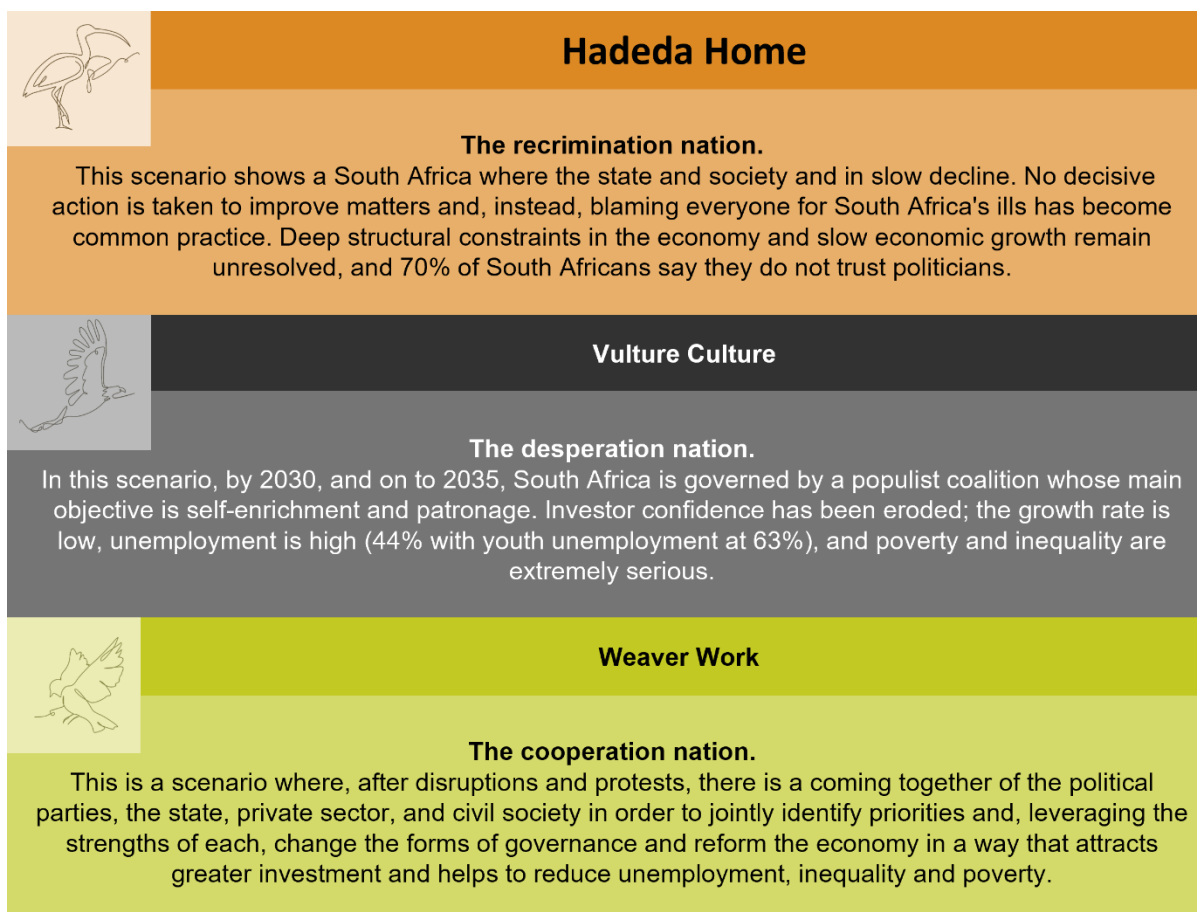 Hadeda Home
The recrimination nation.
This scenario shows a South Africa where the state and society and in slow decline. No decisive
action is taken to improve matters and, instead, blaming everyone for South Africa's ills has become
common practice. Deep structural constraints in the economy and slow economic growth remain
unresolved, and 70% of South Africans say they do not trust politicians.
Vulture Culture
The desperation nation.
In this scenario, by 2030, and on to 2035, South Africa is governed by a populist coalition whose main
objective is self-enrichment and patronage. Investor confidence has been eroded; the growth rate is
low, unemployment is high (44% with youth unemployment at 63%), and poverty and inequality are
extremely serious.
Weaver Work
The cooperation nation.
This is a scenario where, after disruptions and protests, there is a coming together of the political
parties, the state, private sector, and civil society in order to jointly identify priorities and, leveraging the
strengths of each, change the forms of governance and reform the economy in a way that attracts
greater investment and helps to reduce unemployment, inequality and poverty.